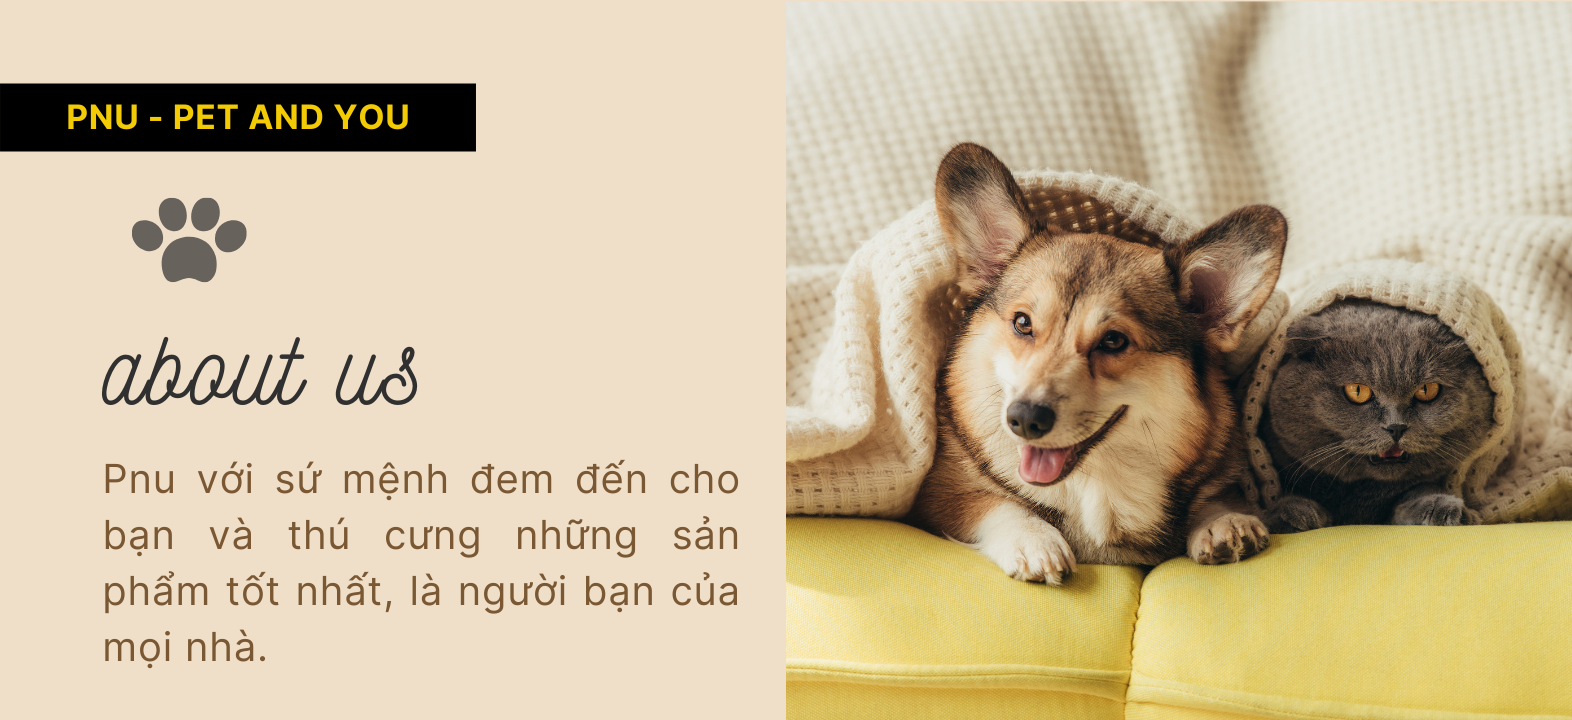 PNU - PET AND YOU
about us
Pnu với sứ mệnh đem đến cho
bạn và thú cưng những sản
phẩm tốt nhất, là người bạn của
mọi nhà.